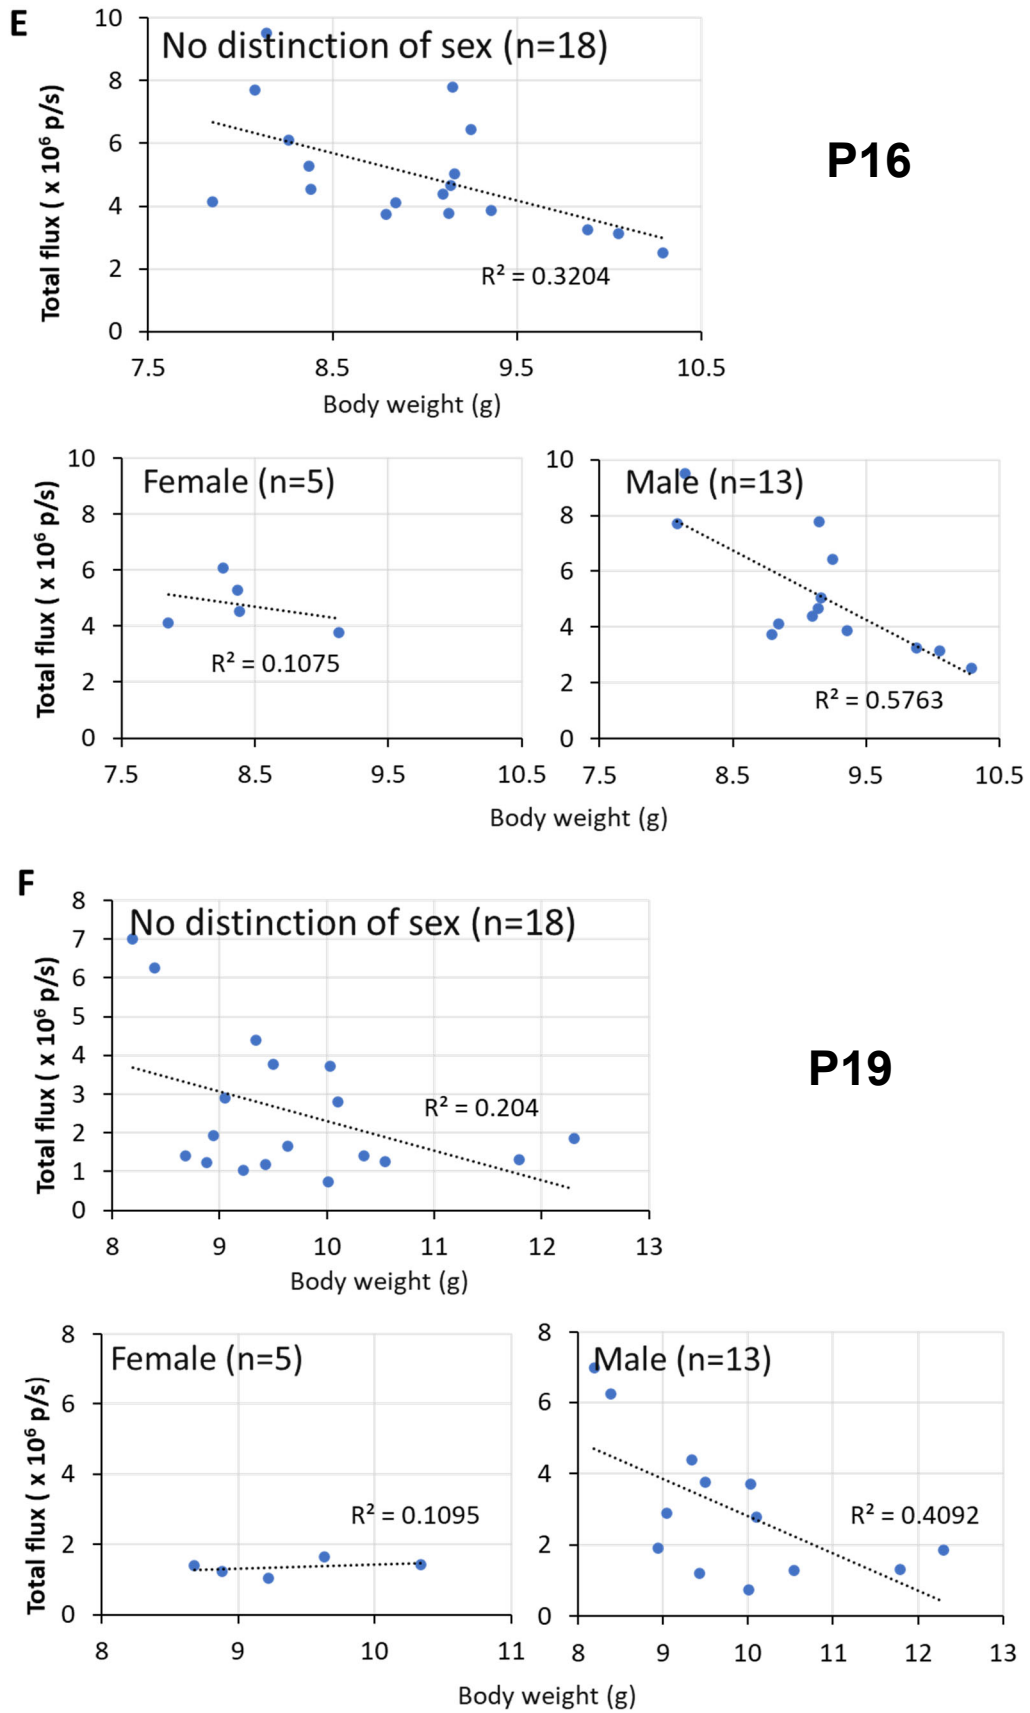 E
No distinction of sex (n=18)
Total flux ( x 10⁶ p/s)
10
8
6
4
2
0
R² = 0.3204
7.5 8.5 9.5 10.5
Body weight (g)
P16
Female (n=5)
Total flux ( x 10⁶ p/s)
10
8
6
4
2
0
R² = 0.1075
7.5 8.5 9.5 10.5
Male (n=13)
10
8
6
4
2
0
R² = 0.5763
7.5 8.5 9.5 10.5
Body weight (g)
F
No distinction of sex (n=18)
Total flux ( x 10⁶ p/s)
8
7
6
5
4
3
2
1
0
R² = 0.204
8 9 10 11 12 13
Body weight (g)
P19
Female (n=5)
Total flux ( x 10⁶ p/s)
8
6
4
2
0
R² = 0.1095
8 9 10 11
Male (n=13)
8
6
4
2
0
R² = 0.4092
8 9 10 11 12 13
Body weight (g)